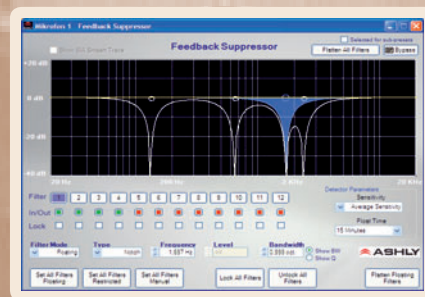 Mikrofon 1 Feedback Suppressor
Selected for sub-presets
Feedback Suppressor
Flatten All Filters
Bypass
+20 dB
0 dB
-20 dB
-40 dB
20 Hz
200 Hz
2 KHz
20 KHz
Detector Parameters
Filter
2 3 4 5 6 7 8 9 10 11 12
Sensitivity
Average Sensitivity
In/Out
Lock
Float Time
15 Minutes
Filter Mode
Type
Frequency
Level
Bandwidth
Floating
Notch
Show BW
Show Q
ASHLY
Set All Filters Floating
Set All Filters Restricted
Set All Filters Manual
Lock All Filters
Unlock All Filters
Flatten Floating Filters